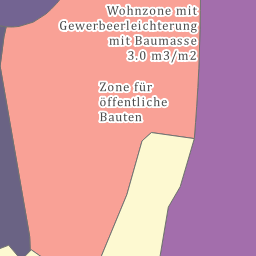 Wohnzone mit
Gewerbeerleichterung
mit Baumasse
3.0 m3/m2
Zone für
öffentliche
Bauten